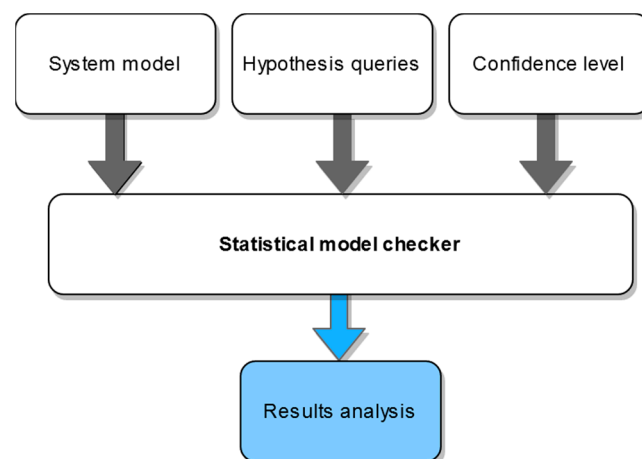 System model
Hypothesis queries
Confidence level
Statistical model checker
Results analysis